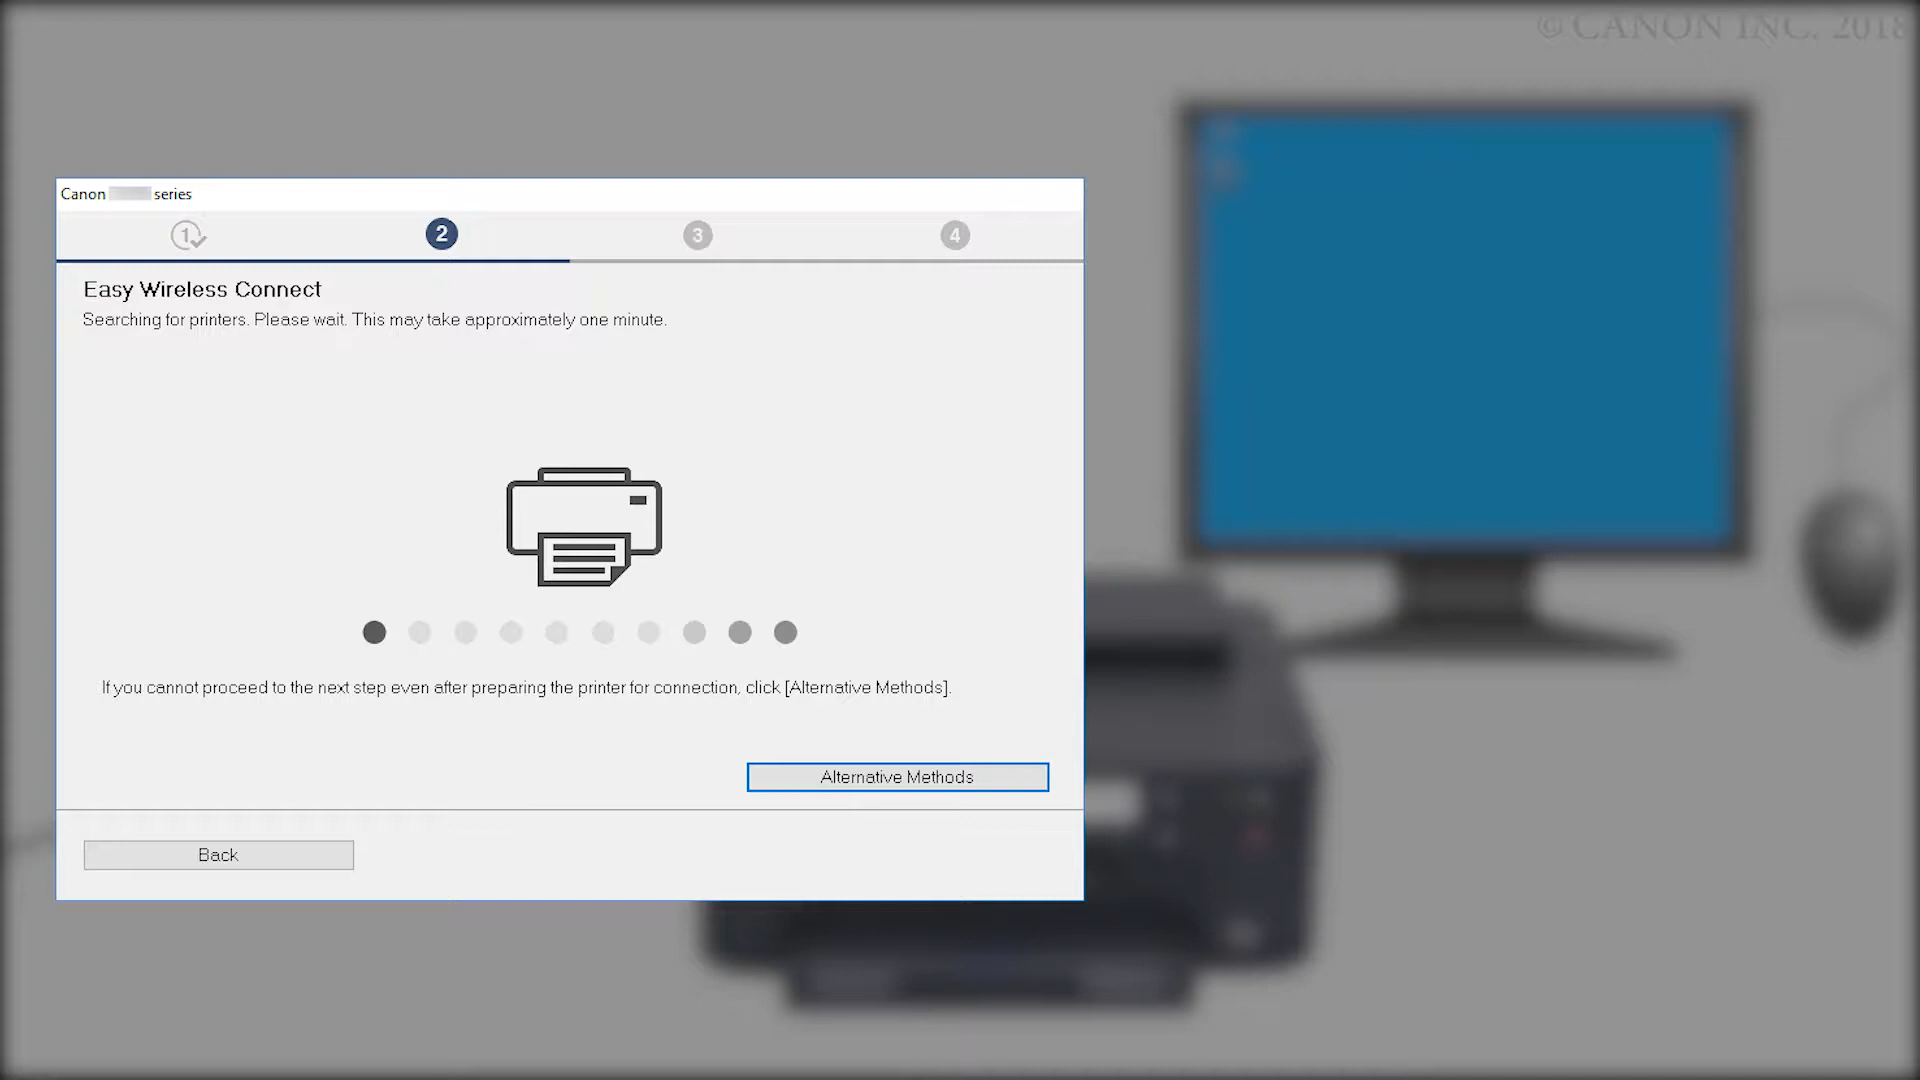 © CANON INC. 2018
Canon series
1 2 3 4
Easy Wireless Connect
Searching for printers. Please wait. This may take approximately one minute.
If you cannot proceed to the next step even after preparing the printer for connection, click [Alternative Methods].
Alternative Methods
Back